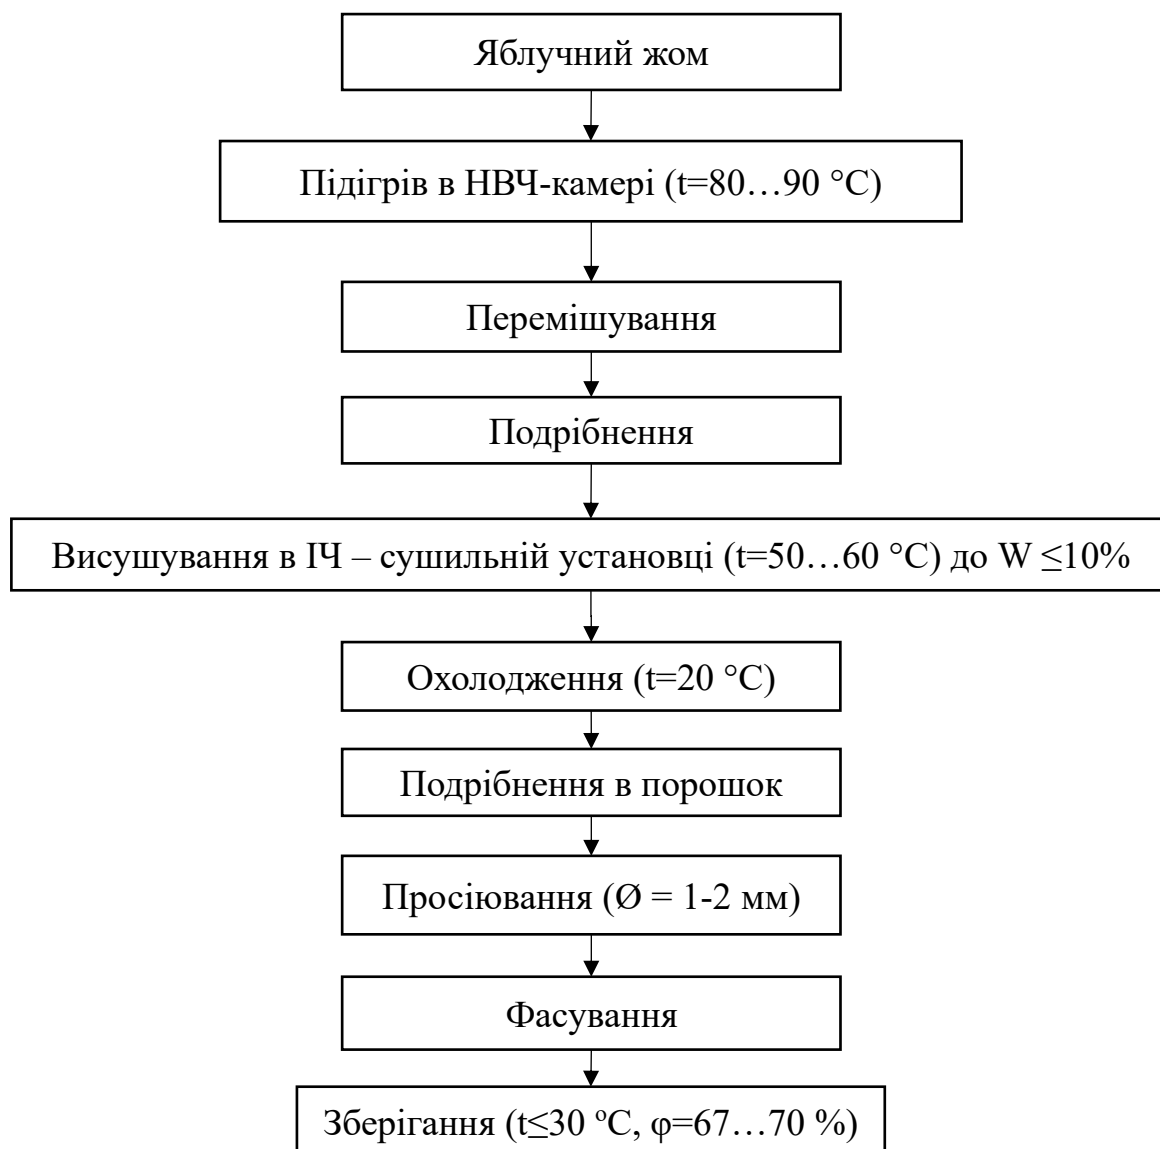 Яблучний жом
Підігрів в НВЧ-камері (t=80…90 °С)
Перемішування
Подрібнення
Висушування в ІЧ – сушильній установці (t=50…60 °С) до W ≤10%
Охолодження (t=20 °С)
Подрібнення в порошок
Просіювання (Ø = 1-2 мм)
Фасування
Зберігання (t≤30 ºС, φ=67…70 %)